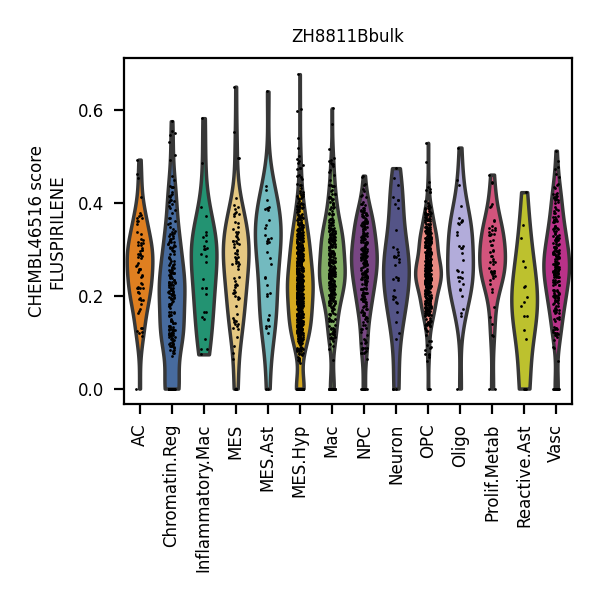 ZH8811Bbulk
CHEMBL46516 score
FLUSPIRILENE
0.6
0.4
0.2
0.0
AC
Chromatin.Reg
Inflammatory.Mac
MES
MES.Ast
MES.Hyp
Mac
NPC
Neuron
OPC
Oligo
Prolif.Metab
Reactive.Ast
Vasc